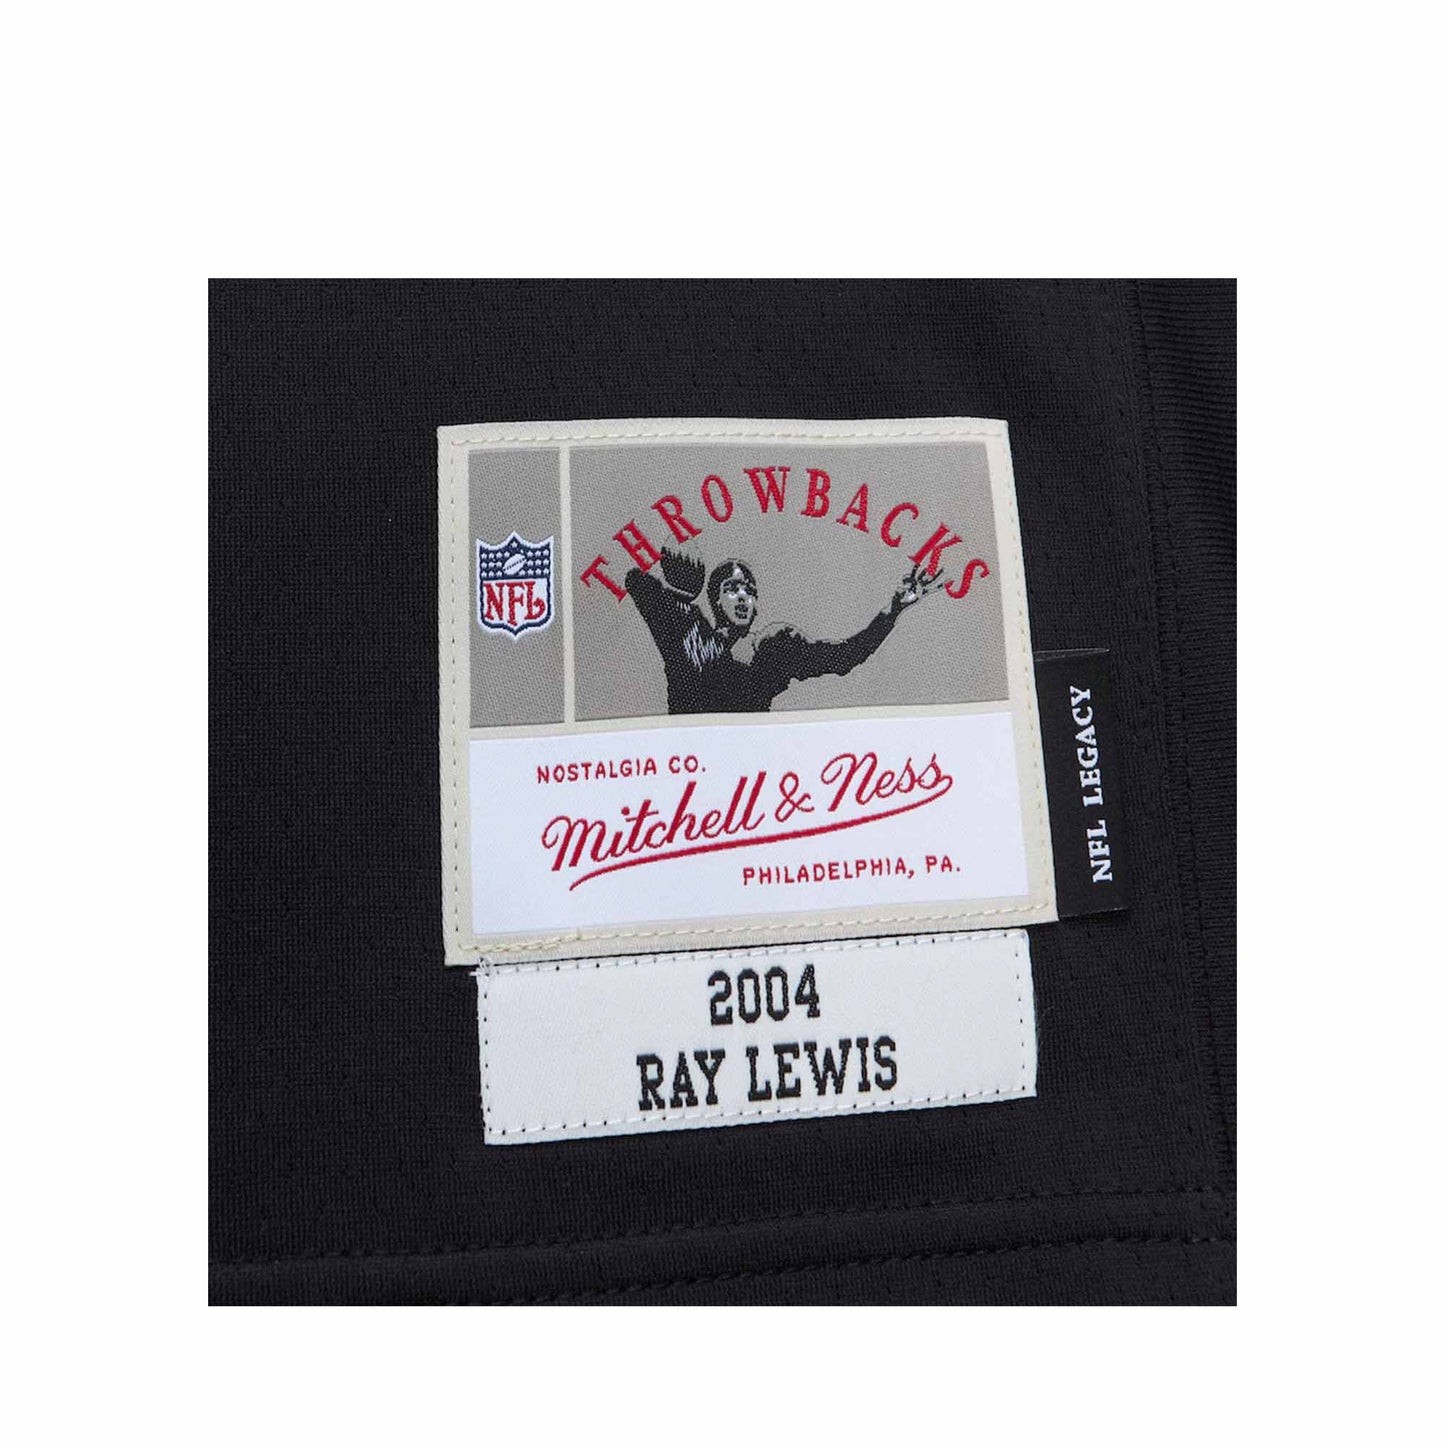 THROWBACKS
NFL
NOSTALGIA CO.
Mitchell & Ness
PHILADELPHIA, PA.
NFL LEGACY
2004
RAY LEWIS